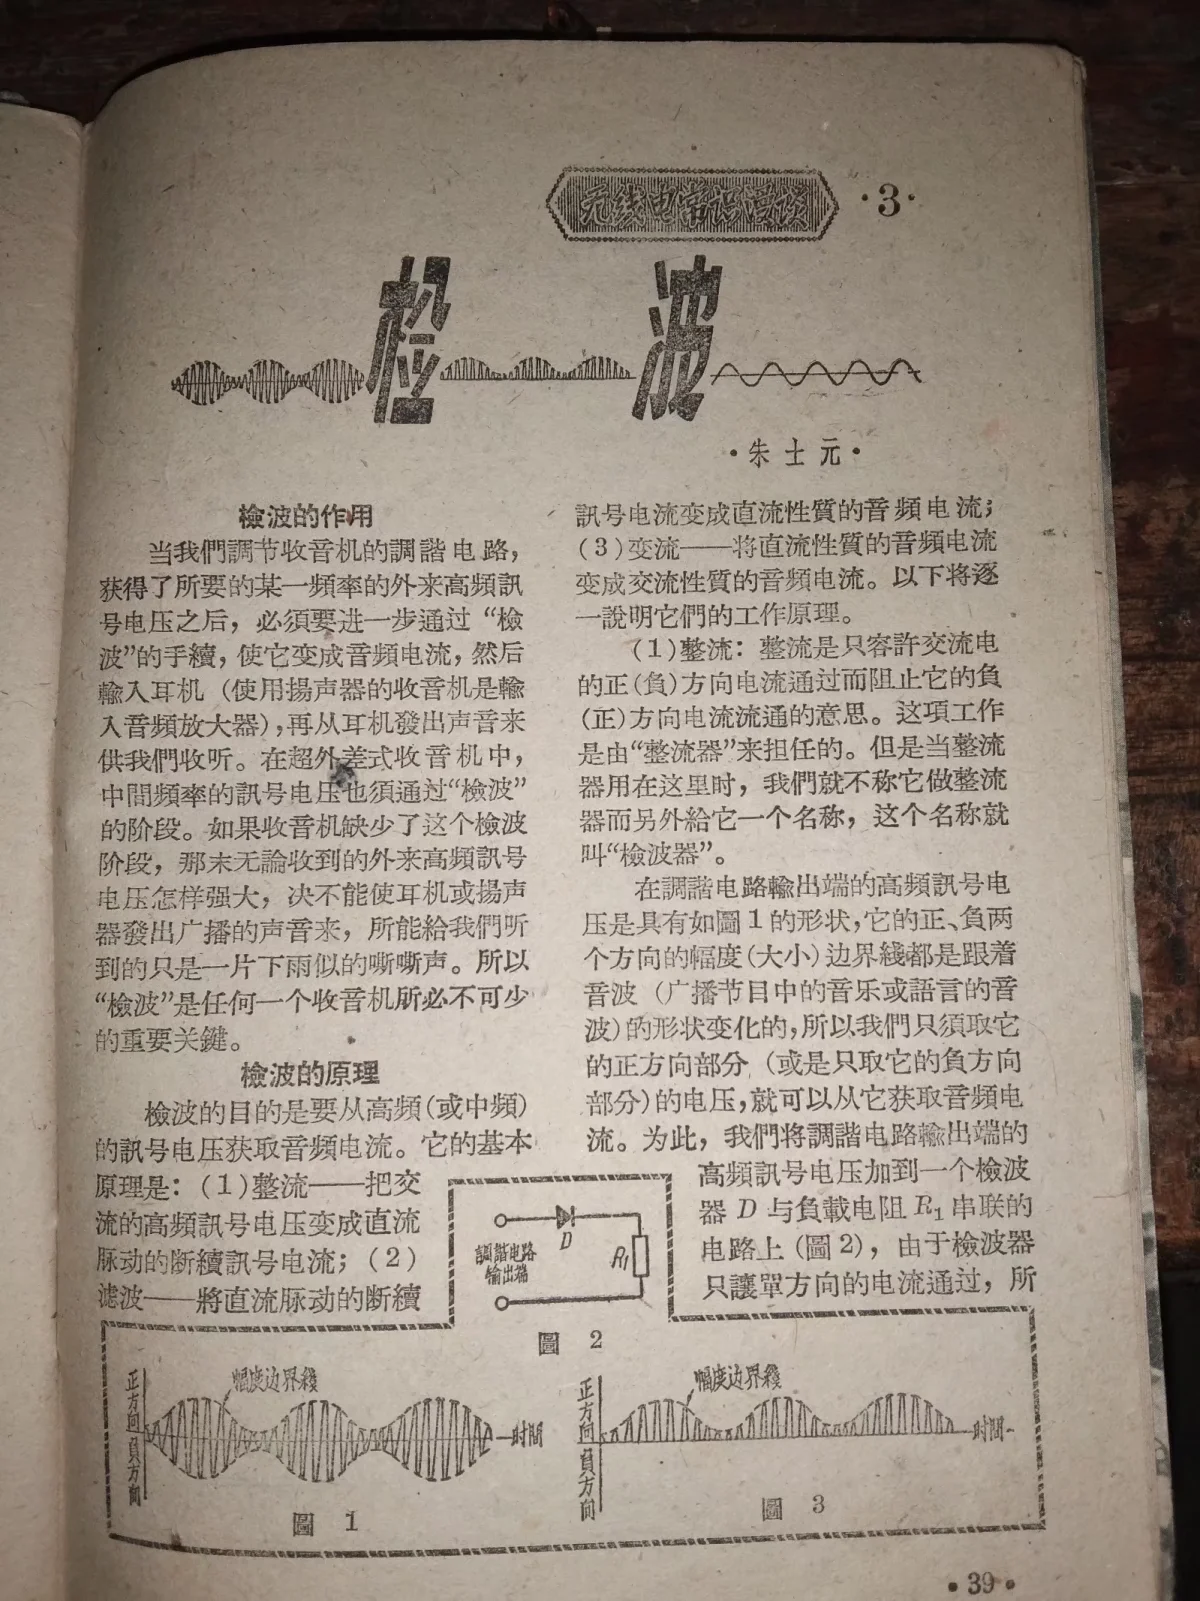 无线电常识漫谈 ·3·
检波
·朱士元·
檢波的作用
当我們調节收音机的調諧电路，
获得了所要的某一頻率的外来高頻訊
号电压之后，必須要进一步通过“檢
波”的手續，使它变成音頻电流，然后
輸入耳机（使用揚声器的收音机是輸
入音頻放大器），再从耳机發出声音来
供我們收听。在超外差式收音机中，
中間頻率的訊号电压也須通过“檢波”
的阶段。如果收音机缺少了这个檢波
阶段，那末无論收到的外来高頻訊号
电压怎样强大，决不能使耳机或揚声
器發出广播的声音来，所能給我們听
到的只是一片下雨似的嘶嘶声。所以
“檢波”是任何一个收音机所必不可少
的重要关鍵。
檢波的原理
檢波的目的是要从高頻(或中頻)
的訊号电压获取音頻电流。它的基本
原理是：(1)整流——把交
流的高頻訊号电压变成直流
脉动的断續訊号电流；(2)
滤波——將直流脉动的断續
訊号电流变成直流性質的音頻电流；
(3)变流——将直流性質的音頻电流
变成交流性質的音頻电流。以下将逐
一說明它們的工作原理。
(1)整流：整流是只容許交流电
的正(負)方向电流通过而阻止它的負
(正)方向电流流通的意思。这項工作
是由“整流器”来担任的。但是当整流
器用在这里时，我們就不称它做整流
器而另外給它一个名称，这个名称就
叫“檢波器”。
在調諧电路輸出端的高頻訊号电
压是具有如圖1的形状，它的正、負两
个方向的幅度(大小)边界綫都是跟着
音波（广播节目中的音乐或語言的音
波)的形状变化的，所以我們只須取它
的正方向部分（或是只取它的負方向
部分)的电压，就可以从它获取音頻电
流。为此，我們将調諧电路輸出端的
高頻訊号电压加到一个檢波
器 D 与負載电阻 R1 串联的
电路上(圖2)，由于檢波器
只讓單方向的电流通过，所
調諧电路
输出端
D
R1
圖 2
正方向
負方向
幅度边界綫
时間
圖 1
正方向
負方向
幅度边界綫
时間
圖 3
·39·